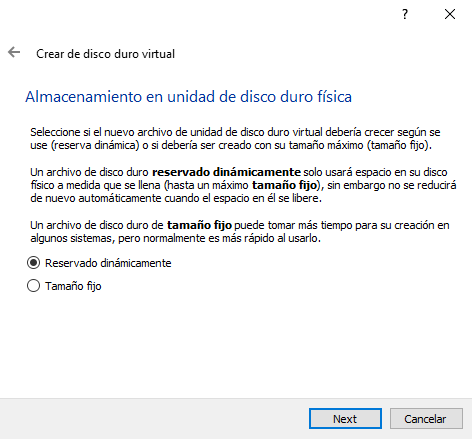 ?
Crear de disco duro virtual
Almacenamiento en unidad de disco duro física
Seleccione si el nuevo archivo de unidad de disco duro virtual debería crecer según se
use (reserva dinámica) o si debería ser creado con su tamaño máximo (tamaño fijo).
Un archivo de disco duro reservado dinámicamente solo usará espacio en su disco
físico a medida que se llena (hasta un máximo tamaño fijo), sin embargo no se reducirá
de nuevo automáticamente cuando el espacio en él se libere.
Un archivo de disco duro de tamaño fijo puede tomar más tiempo para su creación en
algunos sistemas, pero normalmente es más rápido al usarlo.
Reservado dinámicamente
Tamaño fijo
Next Cancelar